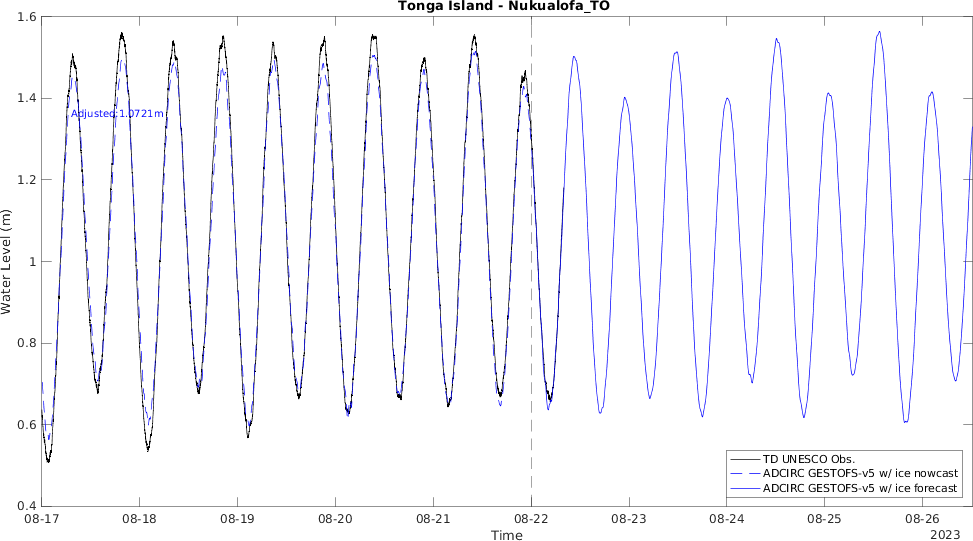 Tonga Island - Nukualofa_TO
1.6
1.4
1.2
1
0.8
0.6
0.4
Water Level (m)
Adjusted:1.0721m
TD UNESCO Obs.
ADCIRC GESTOFS-v5 w/ ice nowcast
ADCIRC GESTOFS-v5 w/ ice forecast
08-17 08-18 08-19 08-20 08-21 08-22 08-23 08-24 08-25 08-26
Time
2023